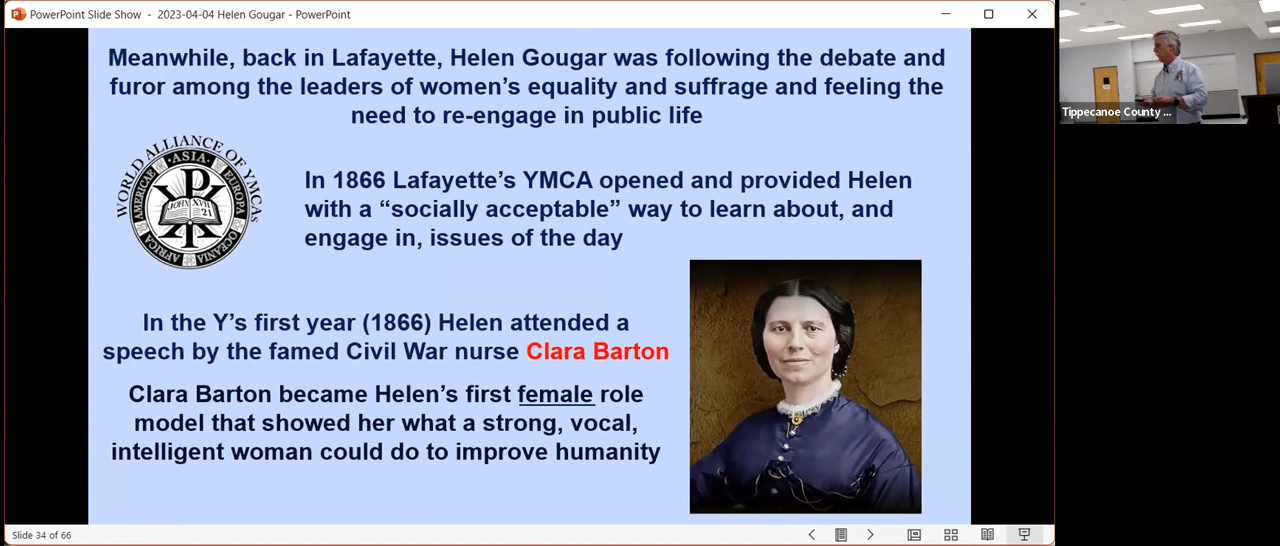 PowerPoint Slide Show - 2023-04-04 Helen Gougar - PowerPoint
Meanwhile, back in Lafayette, Helen Gougar was following the debate and
furor among the leaders of women’s equality and suffrage and feeling the
need to re-engage in public life
WORLD ALLIANCE OF YMCAs
ASIA
EUROPA
OCEANIA
AFRICA
AMERICAE
JOHN XVII
21
In 1866 Lafayette’s YMCA opened and provided Helen
with a “socially acceptable” way to learn about, and
engage in, issues of the day
In the Y’s first year (1866) Helen attended a
speech by the famed Civil War nurse Clara Barton
Clara Barton became Helen’s first female role
model that showed her what a strong, vocal,
intelligent woman could do to improve humanity
Slide 34 of 66
Tippecanoe County ...